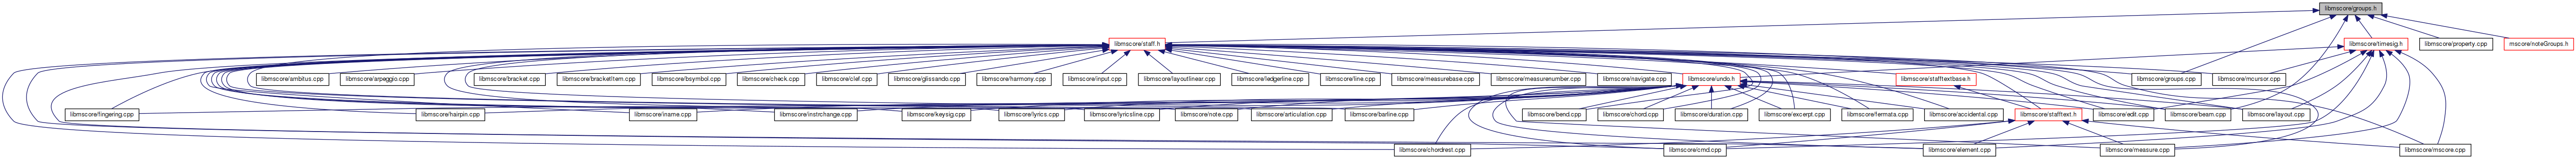 libmscore/groups.h
libmscore/staff.h
libmscore/timesig.h
libmscore/property.cpp
mscore/noteGroups.h
libmscore/ambitus.cpp
libmscore/arpeggio.cpp
libmscore/bracket.cpp
libmscore/bracketItem.cpp
libmscore/bsymbol.cpp
libmscore/check.cpp
libmscore/clef.cpp
libmscore/glissando.cpp
libmscore/harmony.cpp
libmscore/input.cpp
libmscore/layoutlinear.cpp
libmscore/ledgerline.cpp
libmscore/line.cpp
libmscore/measurebase.cpp
libmscore/measurenumber.cpp
libmscore/navigate.cpp
libmscore/undo.h
libmscore/stafftextbase.h
libmscore/groups.cpp
libmscore/mcursor.cpp
libmscore/fingering.cpp
libmscore/hairpin.cpp
libmscore/iname.cpp
libmscore/instrchange.cpp
libmscore/keysig.cpp
libmscore/lyrics.cpp
libmscore/lyricsline.cpp
libmscore/note.cpp
libmscore/articulation.cpp
libmscore/barline.cpp
libmscore/bend.cpp
libmscore/chord.cpp
libmscore/duration.cpp
libmscore/excerpt.cpp
libmscore/fermata.cpp
libmscore/accidental.cpp
libmscore/stafftext.h
libmscore/edit.cpp
libmscore/beam.cpp
libmscore/layout.cpp
libmscore/chordrest.cpp
libmscore/cmd.cpp
libmscore/element.cpp
libmscore/measure.cpp
libmscore/mscore.cpp